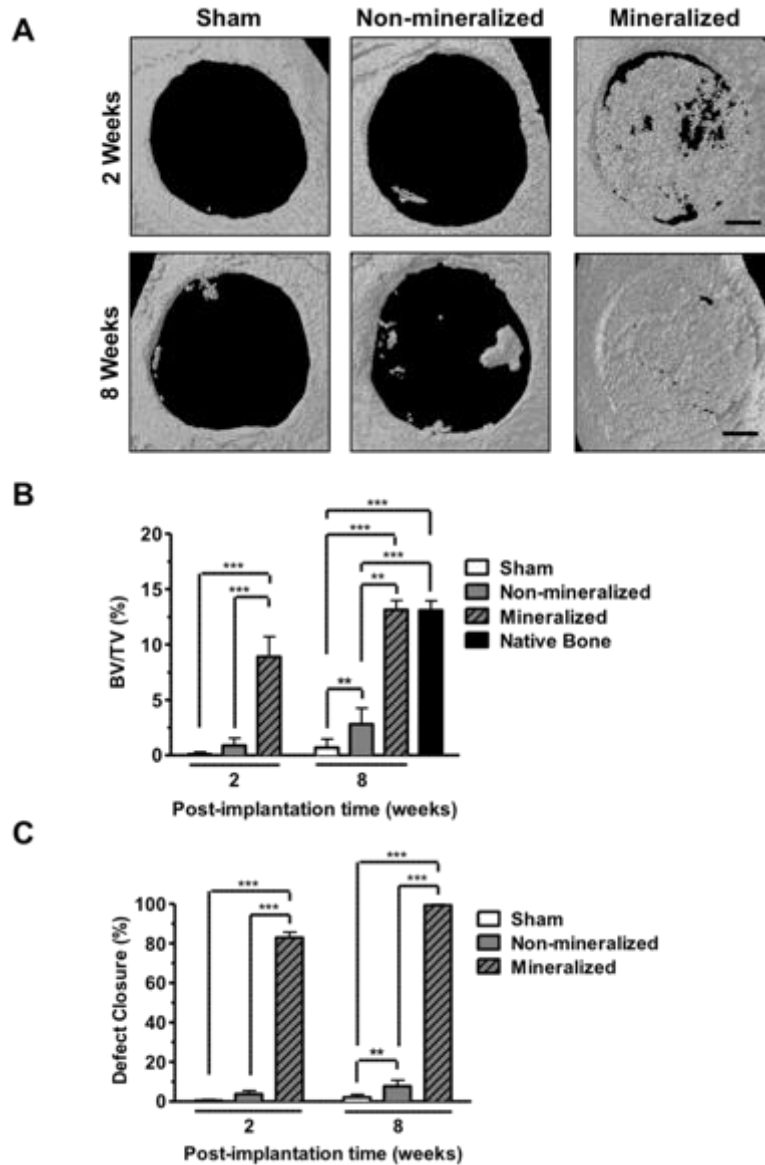 A
Sham Non-mineralized Mineralized
2 Weeks
8 Weeks
B
***
***
***
***
***
**
**
20
15
10
5
0
BV/TV (%)
Sham
Non-mineralized
Mineralized
Native Bone
2 8
Post-implantation time (weeks)
C
***
***
***
***
**
100
80
60
40
20
0
Defect Closure (%)
Sham
Non-mineralized
Mineralized
2 8
Post-implantation time (weeks)